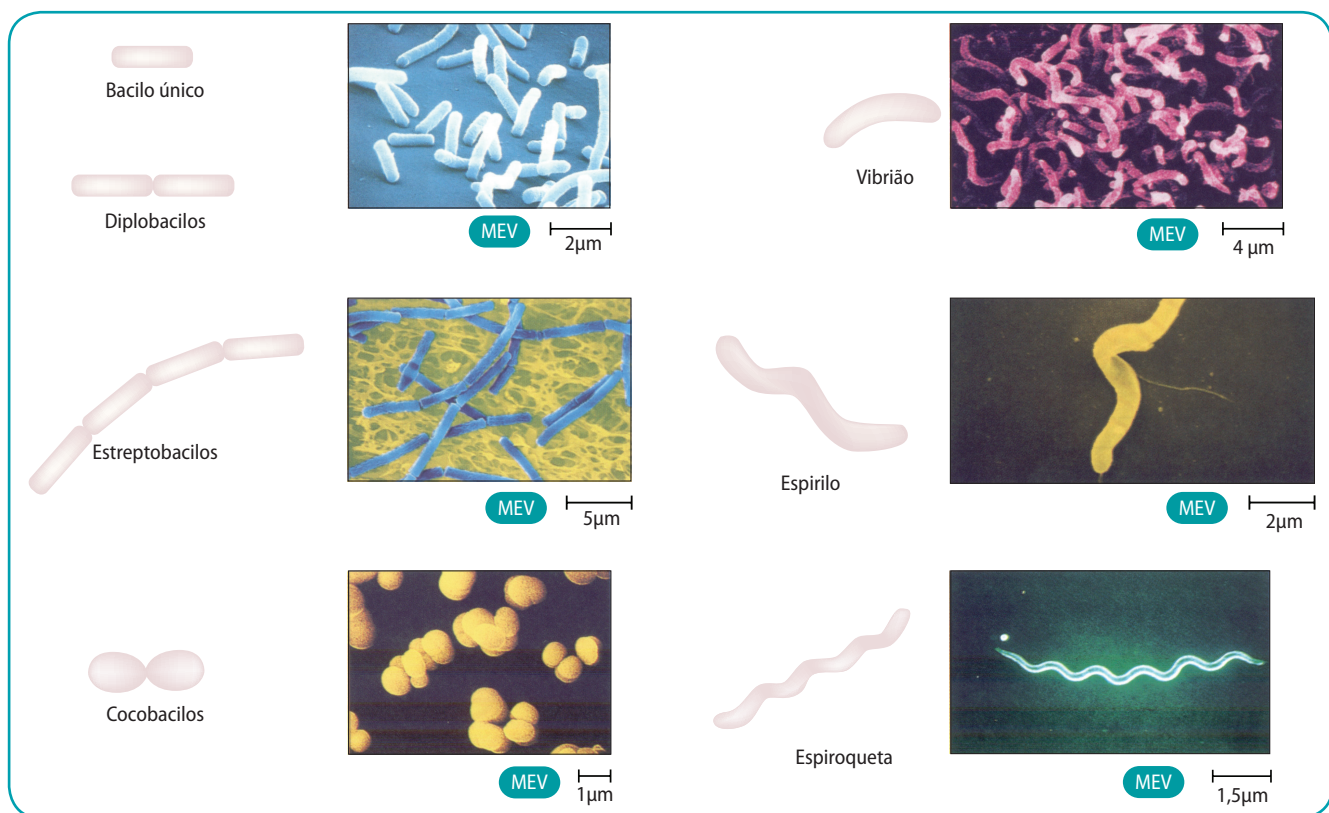 Bacilo único
Diplobacilos
MEV
2µm
Vibrião
MEV
4 µm
Estreptobacilos
MEV
5µm
Espirilo
MEV
2µm
Cocobacilos
MEV
1µm
Espiroqueta
MEV
1,5µm